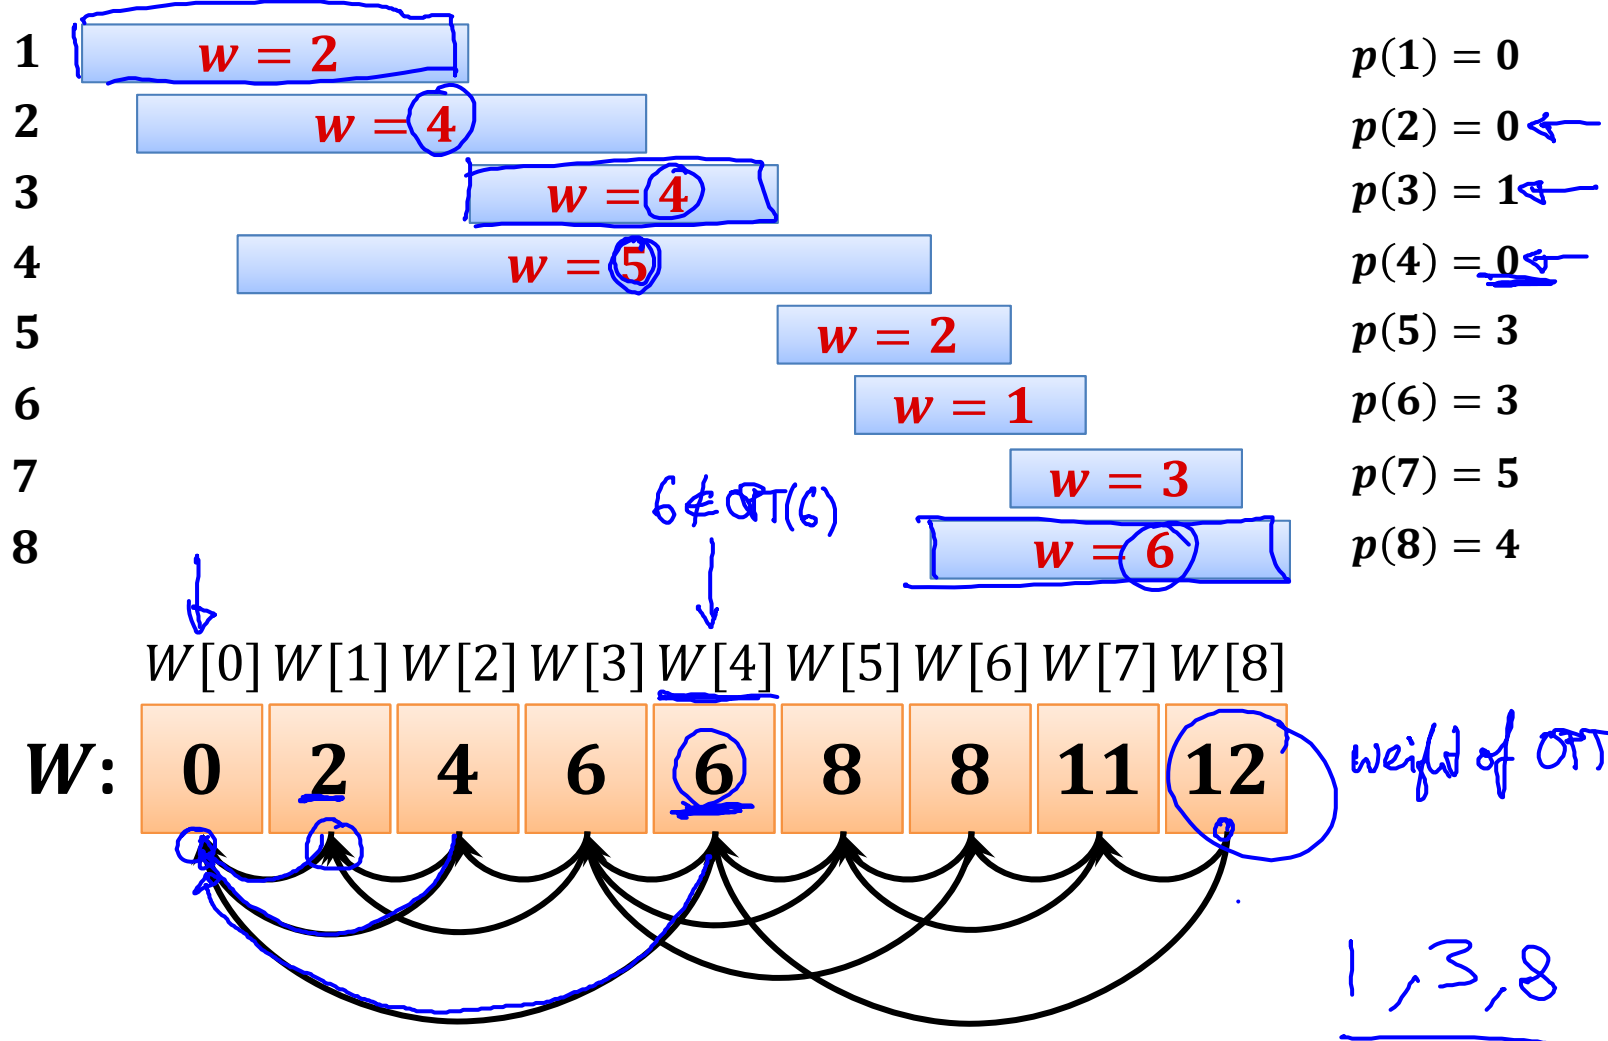 1 w = 2 p(1) = 0
2 w = 4 p(2) = 0
3 w = 4 p(3) = 1
4 w = 5 p(4) = 0
5 w = 2 p(5) = 3
6 w = 1 p(6) = 3
7 w = 3 p(7) = 5
6 ∉ OPT(6)
8 w = 6 p(8) = 4
W[0] W[1] W[2] W[3] W[4] W[5] W[6] W[7] W[8]
W: 0 2 4 6 6 8 8 11 12 weight of OPT
1, 3, 8